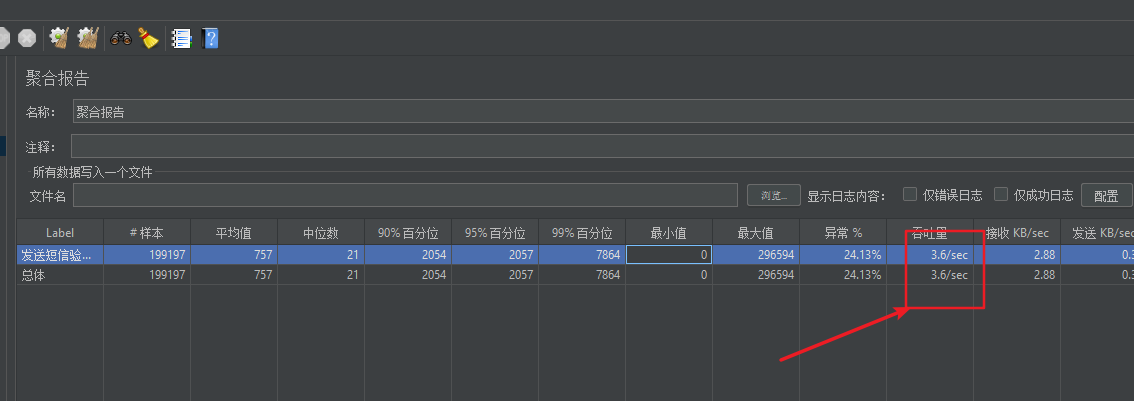 聚合报告
名称: 聚合报告
注释:
所有数据写入一个文件
文件名 浏览... 显示日志内容: 仅错误日志 仅成功日志 配置
Label # 样本 平均值 中位数 90% 百分位 95% 百分位 99% 百分位 最小值 最大值 异常 % 吞吐量 接收 KB/sec 发送 KB/sec
发送短信验... 199197 757 21 2054 2057 7864 0 296594 24.13% 3.6/sec 2.88 0.3
总体 199197 757 21 2054 2057 7864 0 296594 24.13% 3.6/sec 2.88 0.3